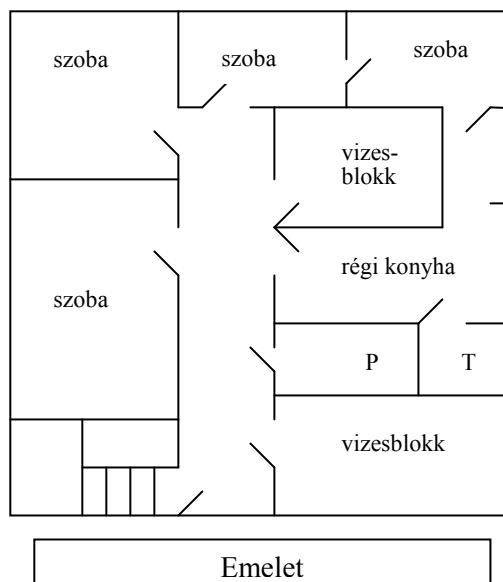 szoba
szoba
szoba
vizes-
blokk
régi konyha
szoba
P
T
vizesblokk
Emelet